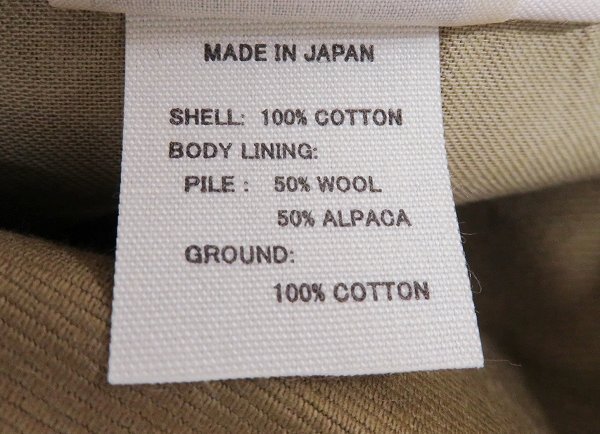 MADE IN JAPAN
SHELL: 100% COTTON
BODY LINING:
PILE : 50% WOOL
50% ALPACA
GROUND:
100% COTTON